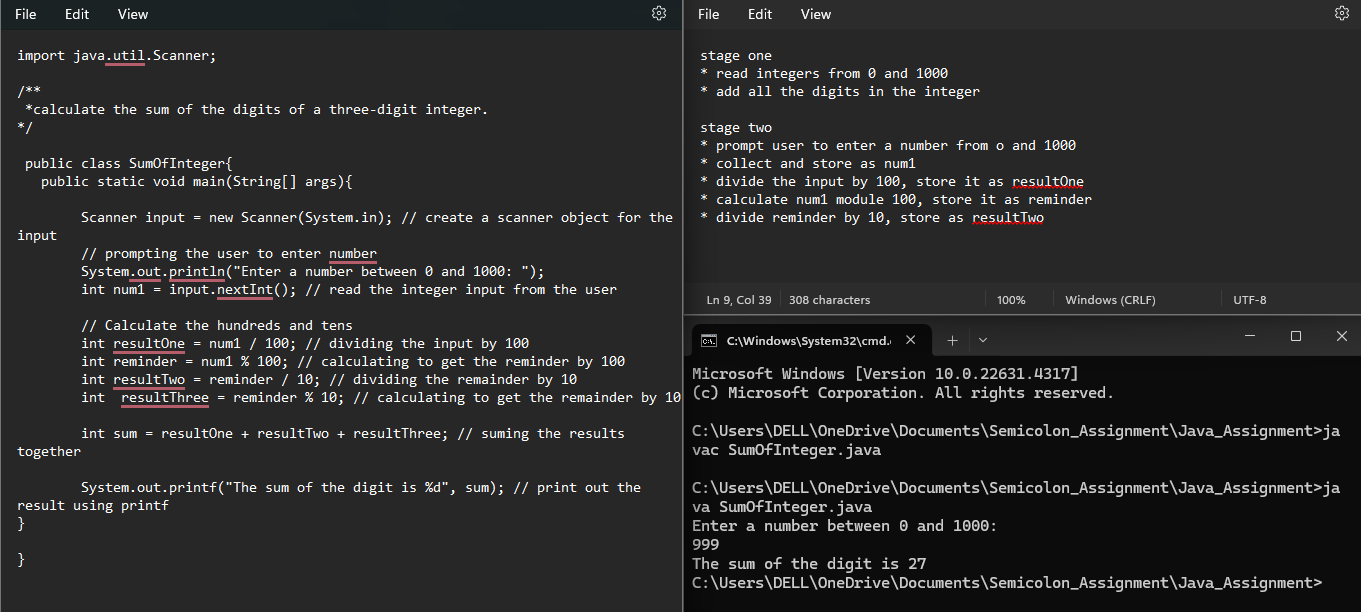 File Edit View
import java.util.Scanner;
/**
*calculate the sum of the digits of a three-digit integer.
*/
public class SumOfInteger{
public static void main(String[] args){
Scanner input = new Scanner(System.in); // create a scanner object for the
input
// prompting the user to enter number
System.out.println("Enter a number between 0 and 1000: ");
int num1 = input.nextInt(); // read the integer input from the user
// Calculate the hundreds and tens
int resultOne = num1 / 100; // dividing the input by 100
int reminder = num1 % 100; // calculating to get the reminder by 100
int resultTwo = reminder / 10; // dividing the remainder by 10
int  resultThree = reminder % 10; // calculating to get the remainder by 10
int sum = resultOne + resultTwo + resultThree; // suming the results
together
System.out.printf("The sum of the digit is %d", sum); // print out the
result using printf
}
}
File Edit View
stage one
* read integers from 0 and 1000
* add all the digits in the integer
stage two
* prompt user to enter a number from o and 1000
* collect and store as num1
* divide the input by 100, store it as resultOne
* calculate num1 module 100, store it as reminder
* divide reminder by 10, store as resultTwo
Ln 9, Col 39 308 characters 100% Windows (CRLF) UTF-8
C:\Windows\System32\cmd.
Microsoft Windows [Version 10.0.22631.4317]
(c) Microsoft Corporation. All rights reserved.
C:\Users\DELL\OneDrive\Documents\Semicolon_Assignment\Java_Assignment>ja
vac SumOfInteger.java
C:\Users\DELL\OneDrive\Documents\Semicolon_Assignment\Java_Assignment>ja
va SumOfInteger.java
Enter a number between 0 and 1000:
999
The sum of the digit is 27
C:\Users\DELL\OneDrive\Documents\Semicolon_Assignment\Java_Assignment>